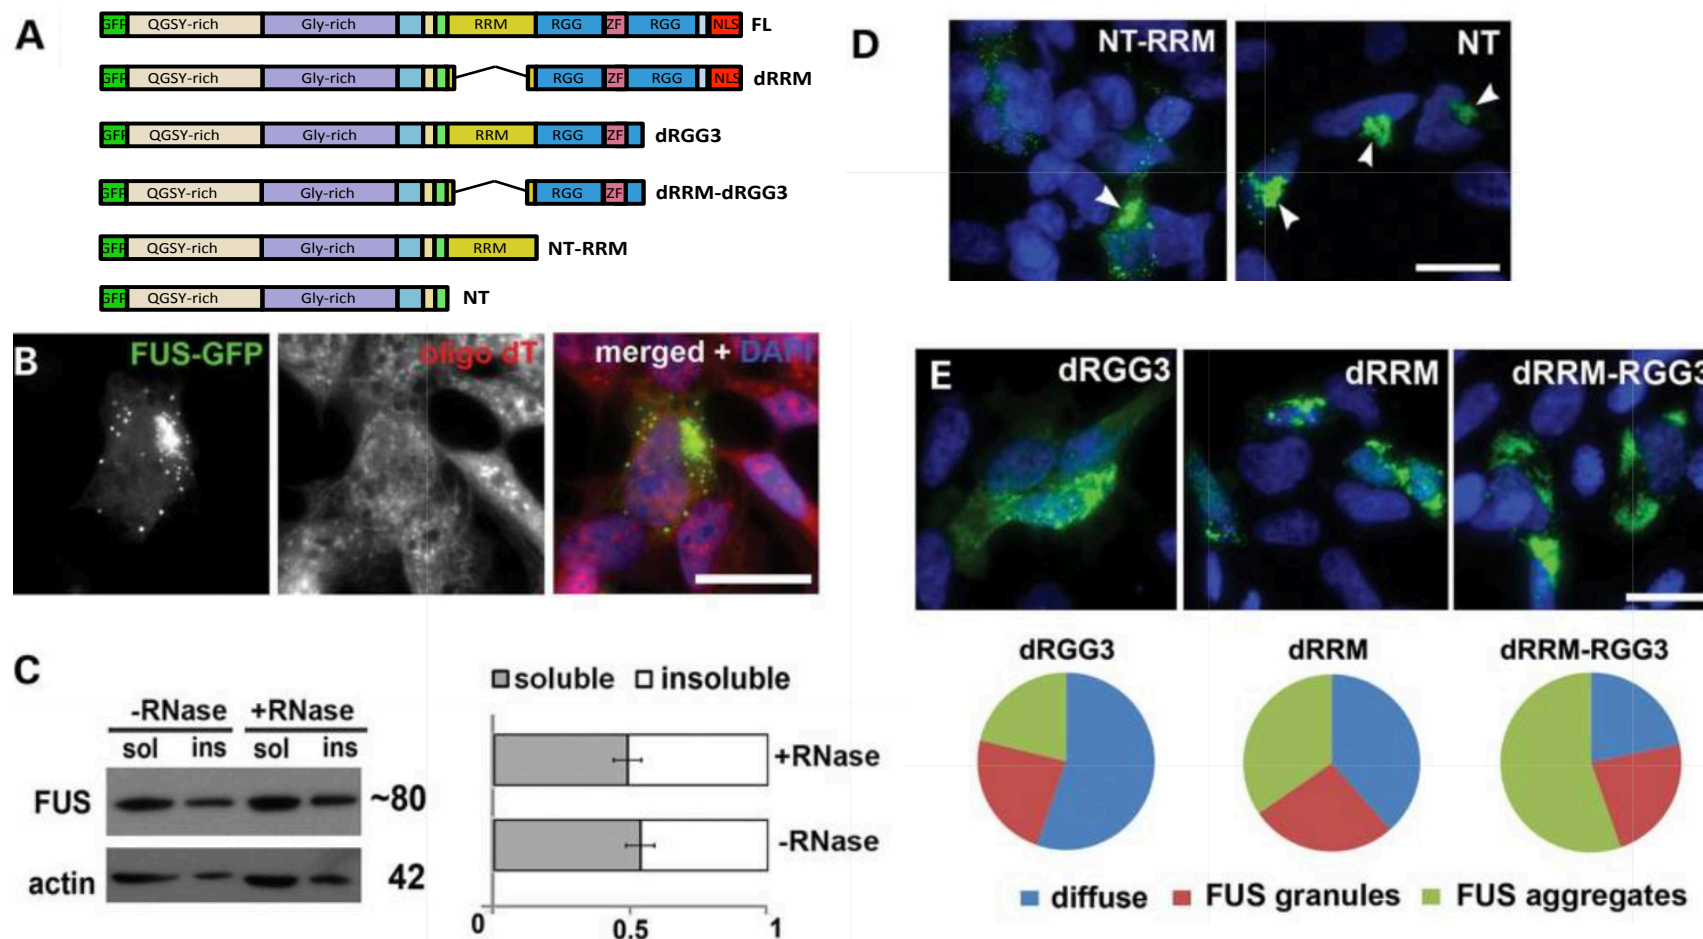 A
GFP QGSY-rich Gly-rich RRM RGG ZF RGG NLS FL
GFP QGSY-rich Gly-rich RGG ZF RGG NLS dRRM
GFP QGSY-rich Gly-rich RRM RGG ZF dRGG3
GFP QGSY-rich Gly-rich RGG ZF dRRM-dRGG3
GFP QGSY-rich Gly-rich RRM NT-RRM
GFP QGSY-rich Gly-rich NT
B
FUS-GFP
oligo dT
merged + DAPI
C
-RNase +RNase
sol ins sol ins
FUS ~80
actin 42
soluble insoluble
+RNase
-RNase
0 0.5 1
D
NT-RRM
NT
E
dRGG3
dRRM
dRRM-RGG3
dRGG3
dRRM
dRRM-RGG3
diffuse FUS granules FUS aggregates